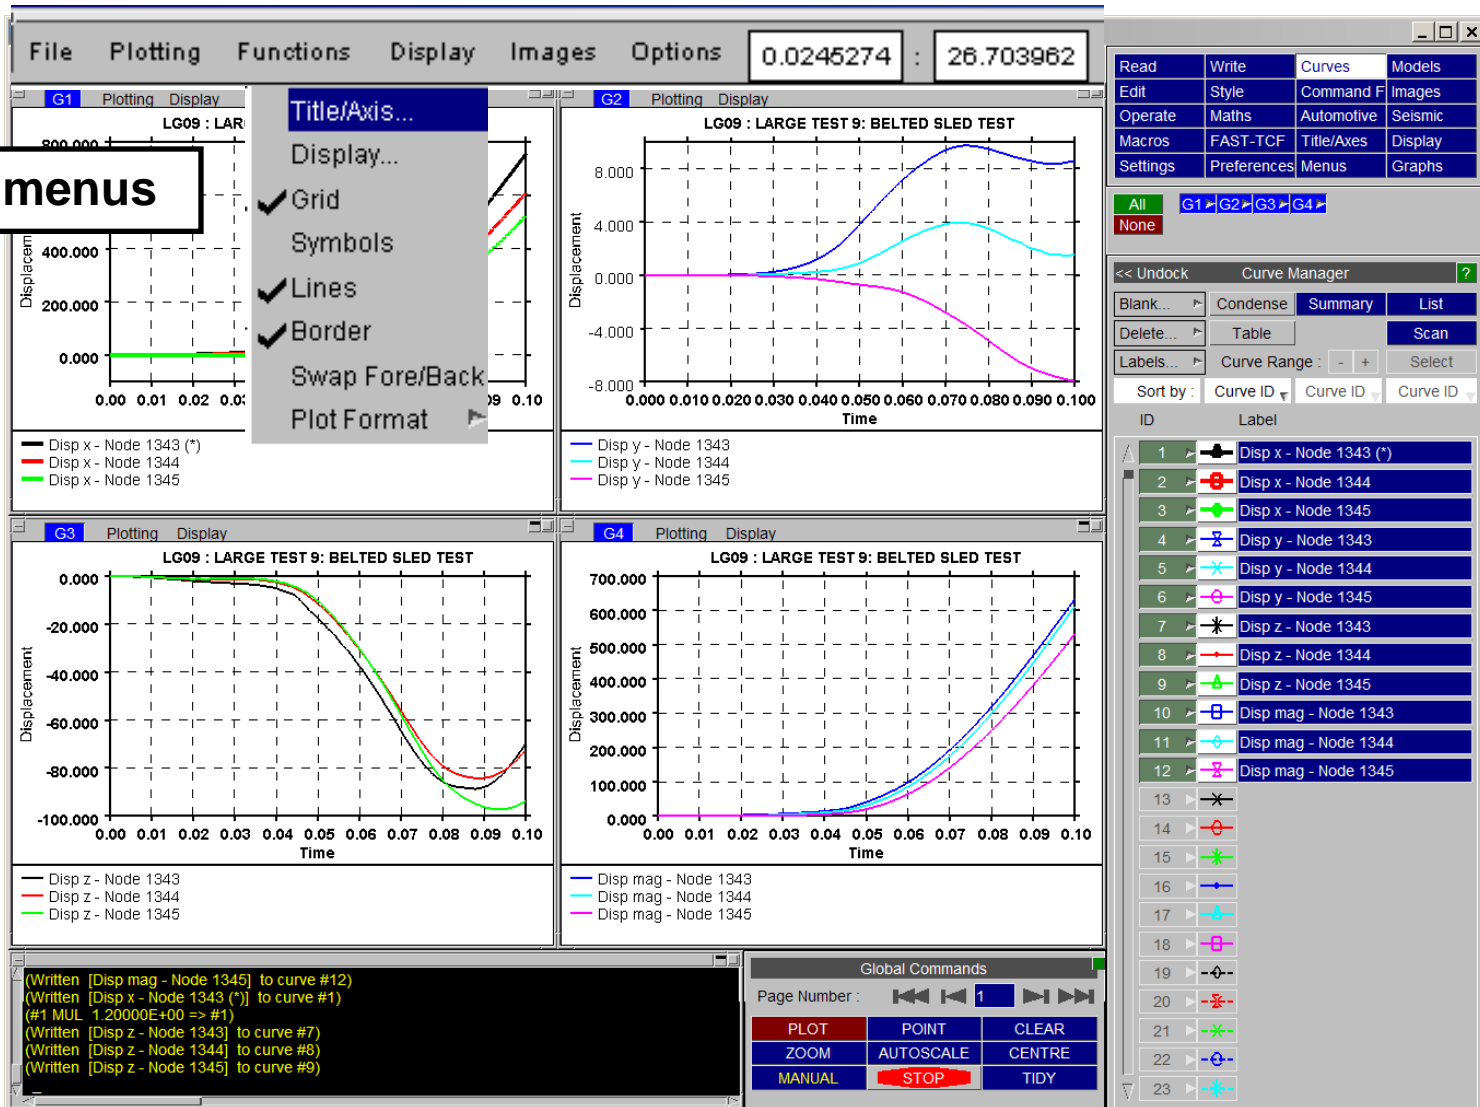 File Plotting Functions Display Images Options 0.0245274 : 26.703962
Title/Axis...
Display...
Grid
Symbols
Lines
Border
Swap Fore/Back
Plot Format
menus
G1 Plotting Display
LG09 : LAR
800.000
400.000
200.000
0.000
Displacement
0.00 0.01 0.02 0.10
Disp x - Node 1343 (*)
Disp x - Node 1344
Disp x - Node 1345
G2 Plotting Display
LG09 : LARGE TEST 9: BELTED SLED TEST
8.000
4.000
0.000
-4.000
-8.000
Displacement
0.000 0.010 0.020 0.030 0.040 0.050 0.060 0.070 0.080 0.090 0.100
Time
Disp y - Node 1343
Disp y - Node 1344
Disp y - Node 1345
G3 Plotting Display
LG09 : LARGE TEST 9: BELTED SLED TEST
0.000
-20.000
-40.000
-60.000
-80.000
-100.000
Displacement
0.00 0.01 0.02 0.03 0.04 0.05 0.06 0.07 0.08 0.09 0.10
Time
Disp z - Node 1343
Disp z - Node 1344
Disp z - Node 1345
G4 Plotting Display
LG09 : LARGE TEST 9: BELTED SLED TEST
700.000
600.000
500.000
400.000
300.000
200.000
100.000
0.000
Displacement
0.00 0.01 0.02 0.03 0.04 0.05 0.06 0.07 0.08 0.09 0.10
Time
Disp mag - Node 1343
Disp mag - Node 1344
Disp mag - Node 1345
(Written [Disp mag - Node 1345] to curve #12)
(Written [Disp x - Node 1343 (*)] to curve #1)
(#1 MUL 1.20000E+00 => #1)
(Written [Disp z - Node 1343] to curve #7)
(Written [Disp z - Node 1344] to curve #8)
(Written [Disp z - Node 1345] to curve #9)
Global Commands
Page Number : 1
PLOT POINT CLEAR
ZOOM AUTOSCALE CENTRE
MANUAL STOP TIDY
Read Write Curves Models
Edit Style Command F Images
Operate Maths Automotive Seismic
Macros FAST-TCF Title/Axes Display
Settings Preferences Menus Graphs
All G1 G2 G3 G4
None
<< Undock Curve Manager ?
Blank... Condense Summary List
Delete... Table Scan
Labels... Curve Range : - + Select
Sort by : Curve ID Curve ID Curve ID
ID Label
1 Disp x - Node 1343 (*)
2 Disp x - Node 1344
3 Disp x - Node 1345
4 Disp y - Node 1343
5 Disp y - Node 1344
6 Disp y - Node 1345
7 Disp z - Node 1343
8 Disp z - Node 1344
9 Disp z - Node 1345
10 Disp mag - Node 1343
11 Disp mag - Node 1344
12 Disp mag - Node 1345
13
14
15
16
17
18
19
20
21
22
23